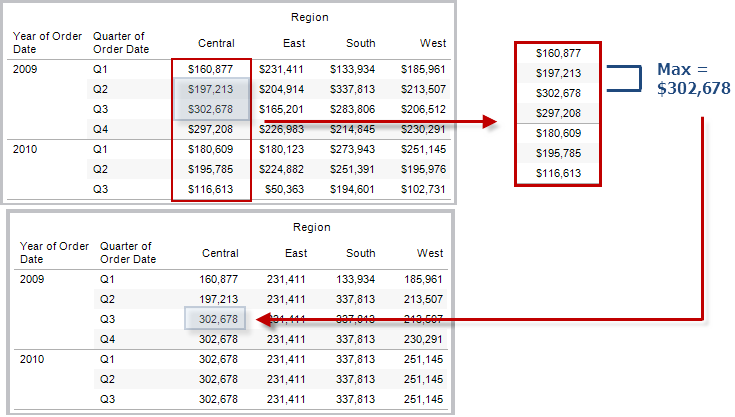 Region
Year of Order Date Quarter of Order Date Central East South West
2009 Q1 $160,877 $231,411 $133,934 $185,961
Q2 $197,213 $204,914 $337,813 $213,507
Q3 $302,678 $165,201 $283,806 $206,512
Q4 $297,208 $226,983 $214,845 $230,291
2010 Q1 $180,609 $180,123 $273,943 $251,145
Q2 $195,785 $224,882 $251,391 $195,976
Q3 $116,613 $50,363 $194,601 $102,731
$160,877
$197,213
$302,678
$297,208
$180,609
$195,785
$116,613
Max =
$302,678
Region
Year of Order Date Quarter of Order Date Central East South West
2009 Q1 160,877 231,411 133,934 185,961
Q2 197,213 231,411 337,813 213,507
Q3 302,678 231,411 337,813 213,507
Q4 302,678 231,411 337,813 230,291
2010 Q1 302,678 231,411 337,813 251,145
Q2 302,678 231,411 337,813 251,145
Q3 302,678 231,411 337,813 251,145